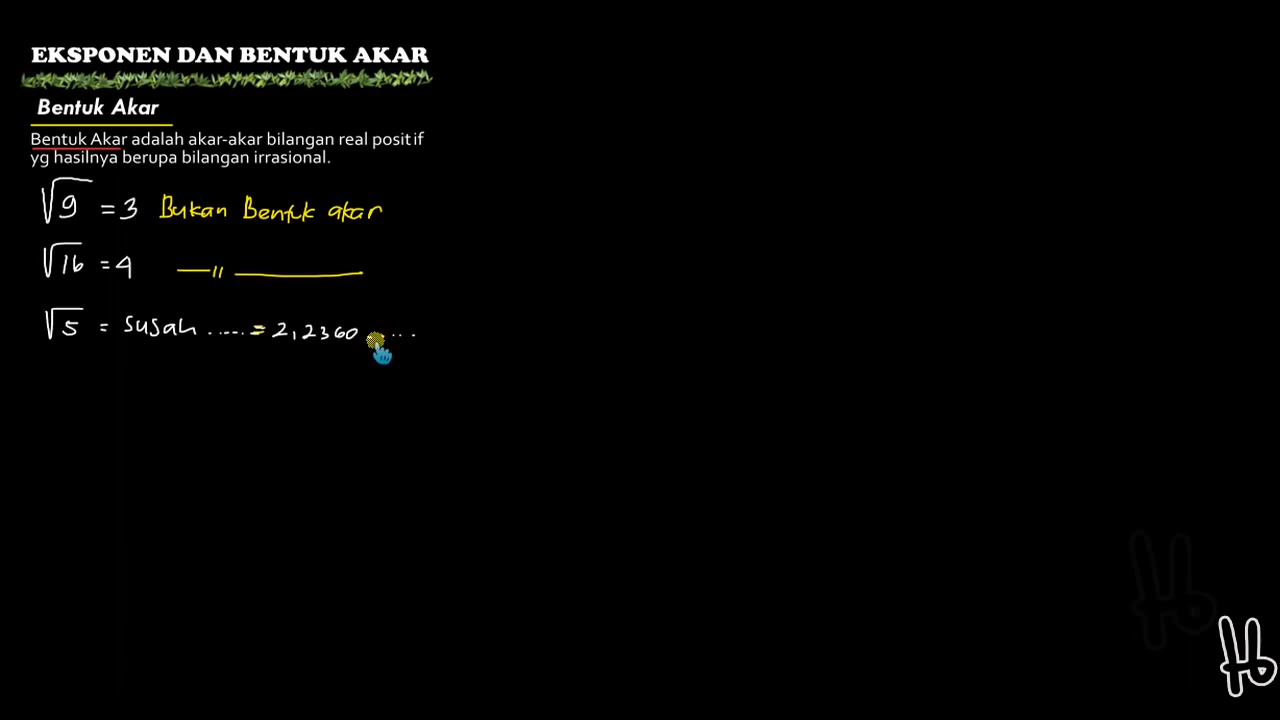 EKSPONEN DAN BENTUK AKAR
Bentuk Akar
Bentuk Akar adalah akar-akar bilangan real positif
yg hasilnya berupa bilangan irrasional.
√9 = 3 Bukan Bentuk akar
√16 = 4 —— 〃 ————
√5 = susah ..... = 2,2360 .....
Hb